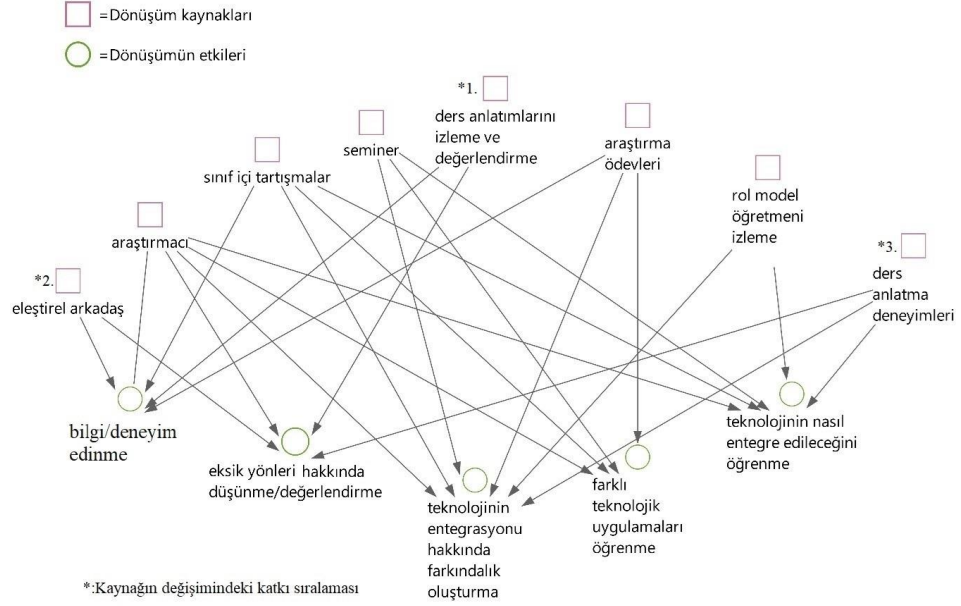 =Dönüşüm kaynakları
=Dönüşümün etkileri
*1.
ders anlatımlarını
izleme ve
değerlendirme
seminer
araştırma
ödevleri
sınıf içi tartışmalar
rol model
öğretmeni
izleme
araştırmacı
*3.
ders
anlatma
deneyimleri
*2.
eleştirel arkadaş
bilgi/deneyim
edinme
eksik yönleri hakkında
düşünme/değerlendirme
teknolojinin
entegrasyonu
hakkında
farkındalık
oluşturma
farklı
teknolojik
uygulamaları
öğrenme
teknolojinin nasıl
entegre edileceğini
öğrenme
*:Kaynağın değişimindeki katkı sıralaması